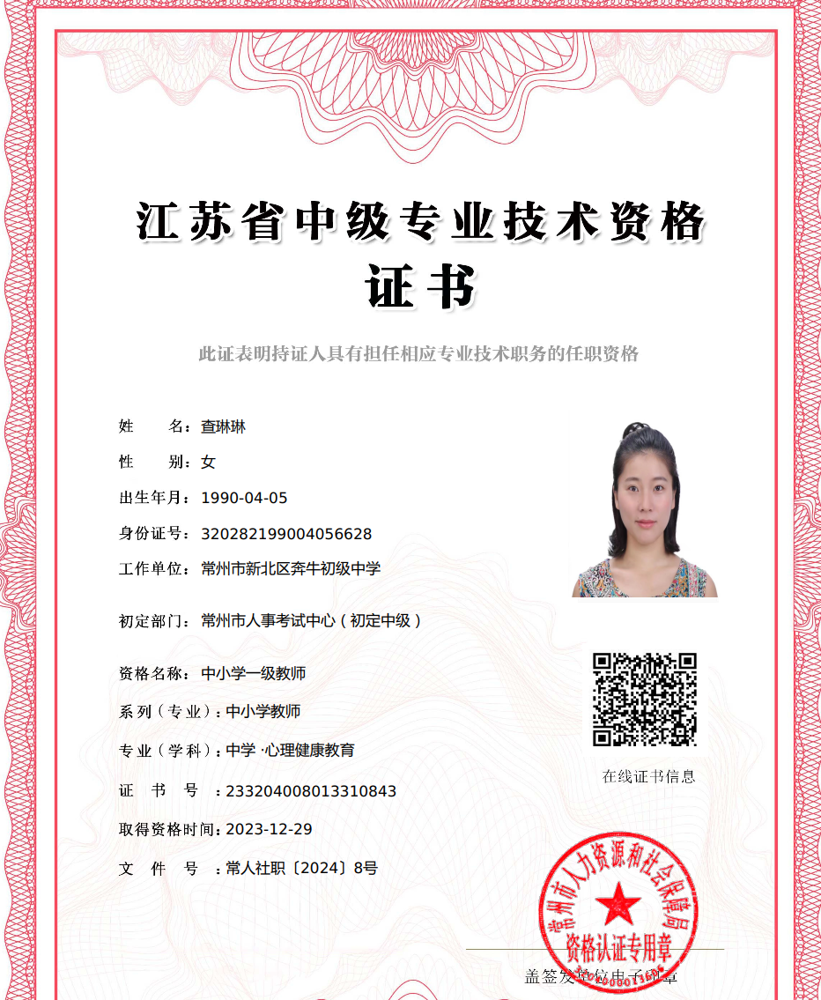 江苏省中级专业技术资格
证书
此证表明持证人具有担任相应专业技术职务的任职资格
姓 名：查琳琳
性 别：女
出生年月：1990-04-05
身份证号：320282199004056628
工作单位：常州市新北区奔牛初级中学
初定部门：常州市人事考试中心（初定中级）
资格名称：中小学一级教师
系列（专业）：中小学教师
专业（学科）：中学 ·心理健康教育
证 书 号 ：233204008013310843
取得资格时间：2023-12-29
文 件 号 ：常人社职〔2024〕8号
在线证书信息
常州市人力资源和社会保障局
资格认证专用章
盖签发单位电子印章